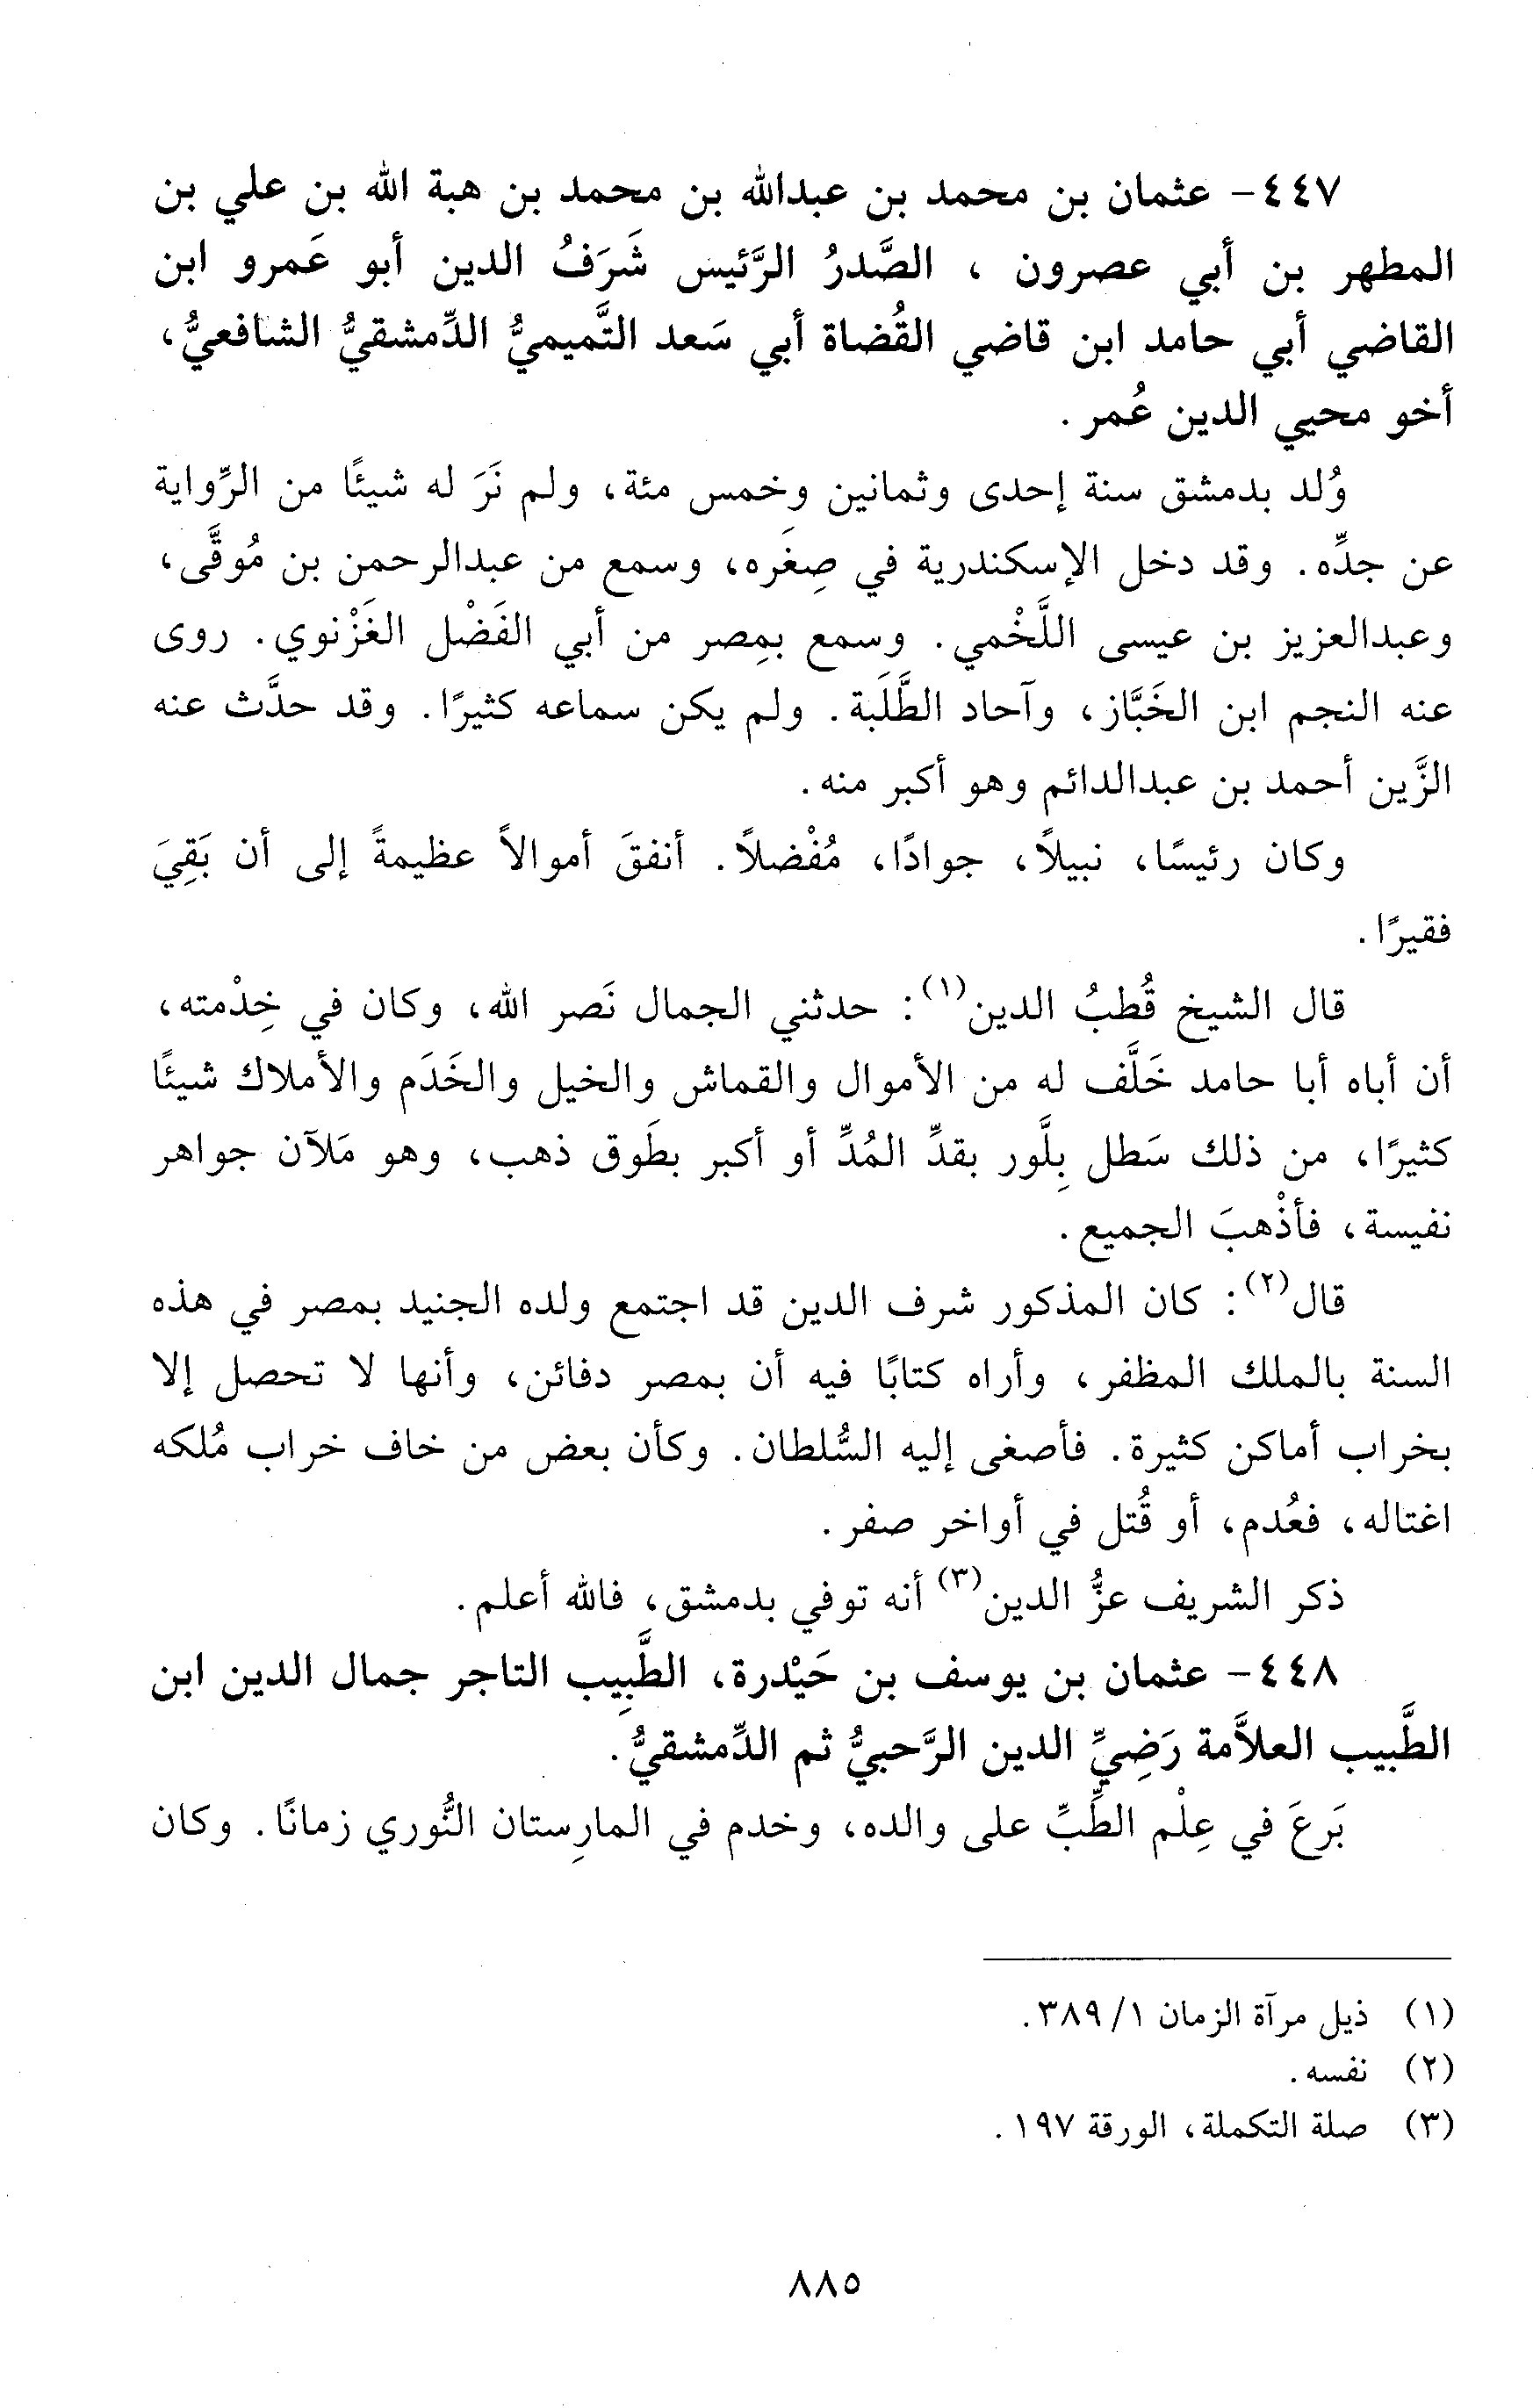 ٤٤٧- عثمان بن محمد بن عبدالله بن محمد بن هبة الله بن علي بن
المطهر بن أبي عصرون ، الصَّدرُ الرَّئيس شَرَفُ الدين أبو عَمرو ابن
القاضي أبي حامد ابن قاضي القُضاة أبي سَعد التَّميميُّ الدِّمشقيُّ الشافعيُّ،
أخو محيي الدين عُمر.
وُلد بدمشق سنة إحدى وثمانين وخمس مئة، ولم نَرَ له شيئًا من الرِّواية
عن جدِّه. وقد دخل الإسكندرية في صِغَره، وسمع من عبدالرحمن بن مُوقَّى،
وعبدالعزيز بن عيسى اللَّخْمي. وسمع بمِصر من أبي الفَضْل الغَزْنوي. روى
عنه النجم ابن الخَبَّاز، وآحاد الطَّلَبة. ولم يكن سماعه كثيرًا. وقد حدَّث عنه
الزَّين أحمد بن عبدالدائم وهو أكبر منه.
وكان رئيسًا، نبيلاً، جوادًا، مُفْضلاً. أنفقَ أموالاً عظيمةً إلى أن بَقِيَ
فقيرًا.
قال الشيخ قُطبُ الدين(١): حدثني الجمال نَصر الله، وكان في خِدْمته،
أن أباه أبا حامد خَلَّف له من الأموال والقماش والخيل والخَدَم والأملاك شيئًا
كثيرًا، من ذلك سَطل بِلَّور بقدِّ المُدِّ أو أكبر بطَوق ذهب، وهو مَلآن جواهر
نفيسة، فأذْهبَ الجميع.
قال(٢): كان المذكور شرف الدين قد اجتمع ولده الجنيد بمصر في هذه
السنة بالملك المظفر، وأراه كتابًا فيه أن بمصر دفائن، وأنها لا تحصل إلا
بخراب أماكن كثيرة. فأصغى إليه السُّلطان. وكأن بعض من خاف خراب مُلكه
اغتاله، فعُدم، أو قُتل في أواخر صفر.
ذكر الشريف عزُّ الدين(٣) أنه توفي بدمشق، فالله أعلم.
٤٤٨- عثمان بن يوسف بن حَيْدرة، الطَّبِيب التاجر جمال الدين ابن
الطَّبيب العلاَّمة رَضِيِّ الدين الرَّحبيُّ ثم الدِّمشقيُّ.
بَرعَ في عِلْم الطِّبِّ على والده، وخدم في المارِستان النُّوري زمانًا. وكان
(١) ذيل مرآة الزمان ١/ ٣٨٩.
(٢) نفسه.
(٣) صلة التكملة، الورقة ١٩٧.
٨٨٥